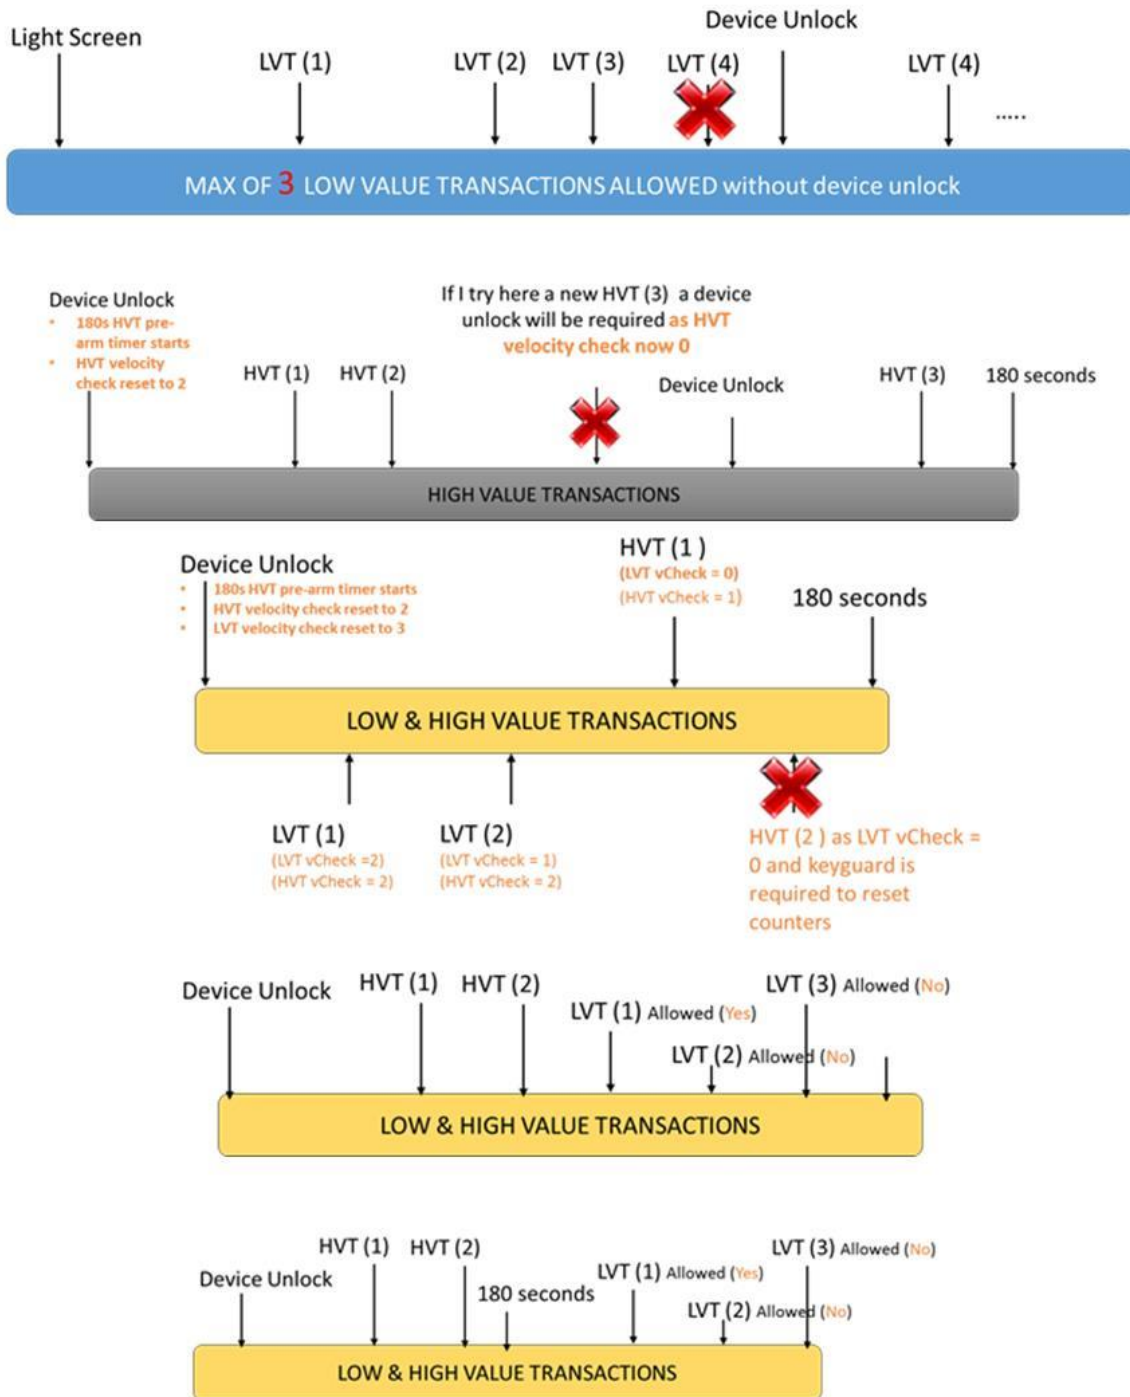 Device Unlock
Light Screen
LVT (1)
LVT (2)
LVT (3)
LVT (4)
LVT (4)
.....
MAX OF 3 LOW VALUE TRANSACTIONS ALLOWED without device unlock
Device Unlock
• 180s HVT pre-
arm timer starts
• HVT velocity
check reset to 2
If I try here a new HVT (3) a device
unlock will be required as HVT
velocity check now 0
HVT (1)
HVT (2)
Device Unlock
HVT (3)
180 seconds
HIGH VALUE TRANSACTIONS
Device Unlock
• 180s HVT pre-arm timer starts
• HVT velocity check reset to 2
• LVT velocity check reset to 3
HVT (1 )
(LVT vCheck = 0)
(HVT vCheck = 1)
180 seconds
LOW & HIGH VALUE TRANSACTIONS
LVT (1)
(LVT vCheck =2)
(HVT vCheck = 2)
LVT (2)
(LVT vCheck = 1)
(HVT vCheck = 2)
HVT (2 ) as LVT vCheck =
0 and keyguard is
required to reset
counters
Device Unlock
HVT (1)
HVT (2)
LVT (1) Allowed (Yes)
LVT (2) Allowed (No)
LVT (3) Allowed (No)
LOW & HIGH VALUE TRANSACTIONS
Device Unlock
HVT (1)
HVT (2)
180 seconds
LVT (1) Allowed (Yes)
LVT (2) Allowed (No)
LVT (3) Allowed (No)
LOW & HIGH VALUE TRANSACTIONS